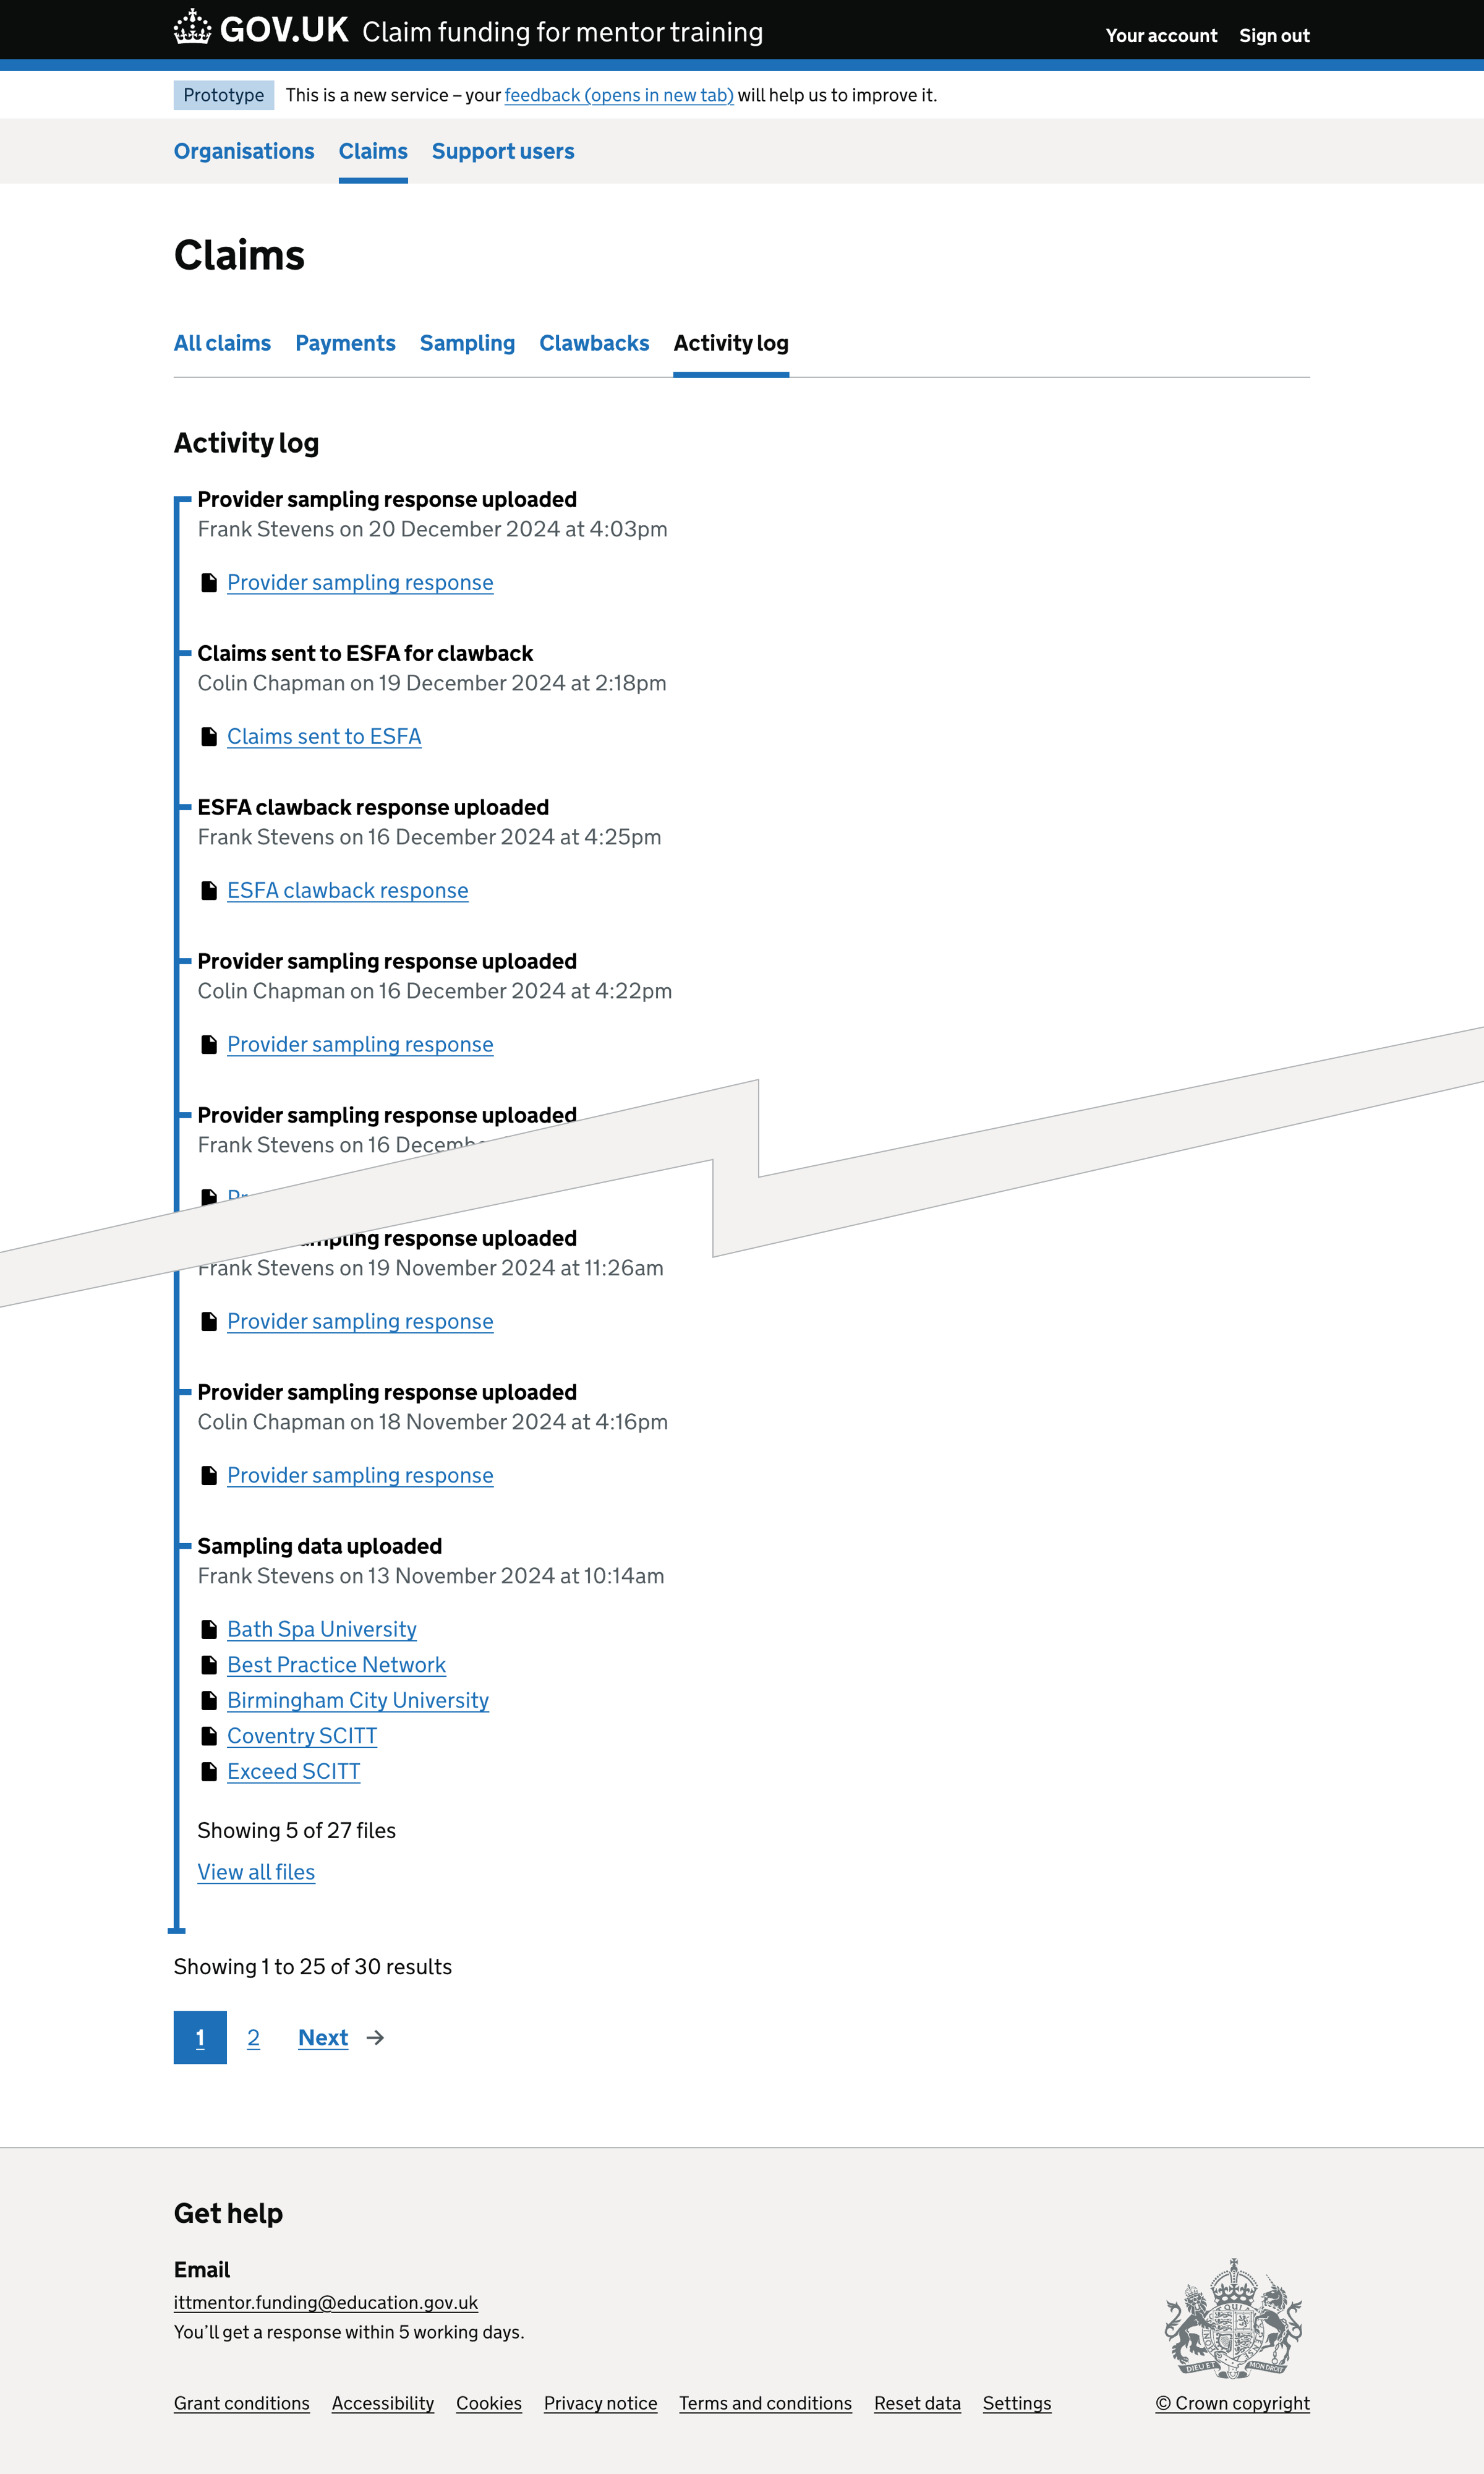 GOV.UK Claim funding for mentor training
Your account Sign out
Prototype This is a new service – your feedback (opens in new tab) will help us to improve it.
Organisations Claims Support users
Claims
All claims Payments Sampling Clawbacks Activity log
Activity log
Provider sampling response uploaded
Frank Stevens on 20 December 2024 at 4:03pm
Provider sampling response
Claims sent to ESFA for clawback
Colin Chapman on 19 December 2024 at 2:18pm
Claims sent to ESFA
ESFA clawback response uploaded
Frank Stevens on 16 December 2024 at 4:25pm
ESFA clawback response
Provider sampling response uploaded
Colin Chapman on 16 December 2024 at 4:22pm
Provider sampling response
Provider sampling response uploaded
Frank Stevens on 16
response uploaded
Frank Stevens on 19 November 2024 at 11:26am
Provider sampling response
Provider sampling response uploaded
Colin Chapman on 18 November 2024 at 4:16pm
Provider sampling response
Sampling data uploaded
Frank Stevens on 13 November 2024 at 10:14am
Bath Spa University
Best Practice Network
Birmingham City University
Coventry SCITT
Exceed SCITT
Showing 5 of 27 files
View all files
Showing 1 to 25 of 30 results
1 2 Next →
Get help
Email
ittmentor.funding@education.gov.uk
You’ll get a response within 5 working days.
DIEU ET MON DROIT
Grant conditions Accessibility Cookies Privacy notice Terms and conditions Reset data Settings
© Crown copyright